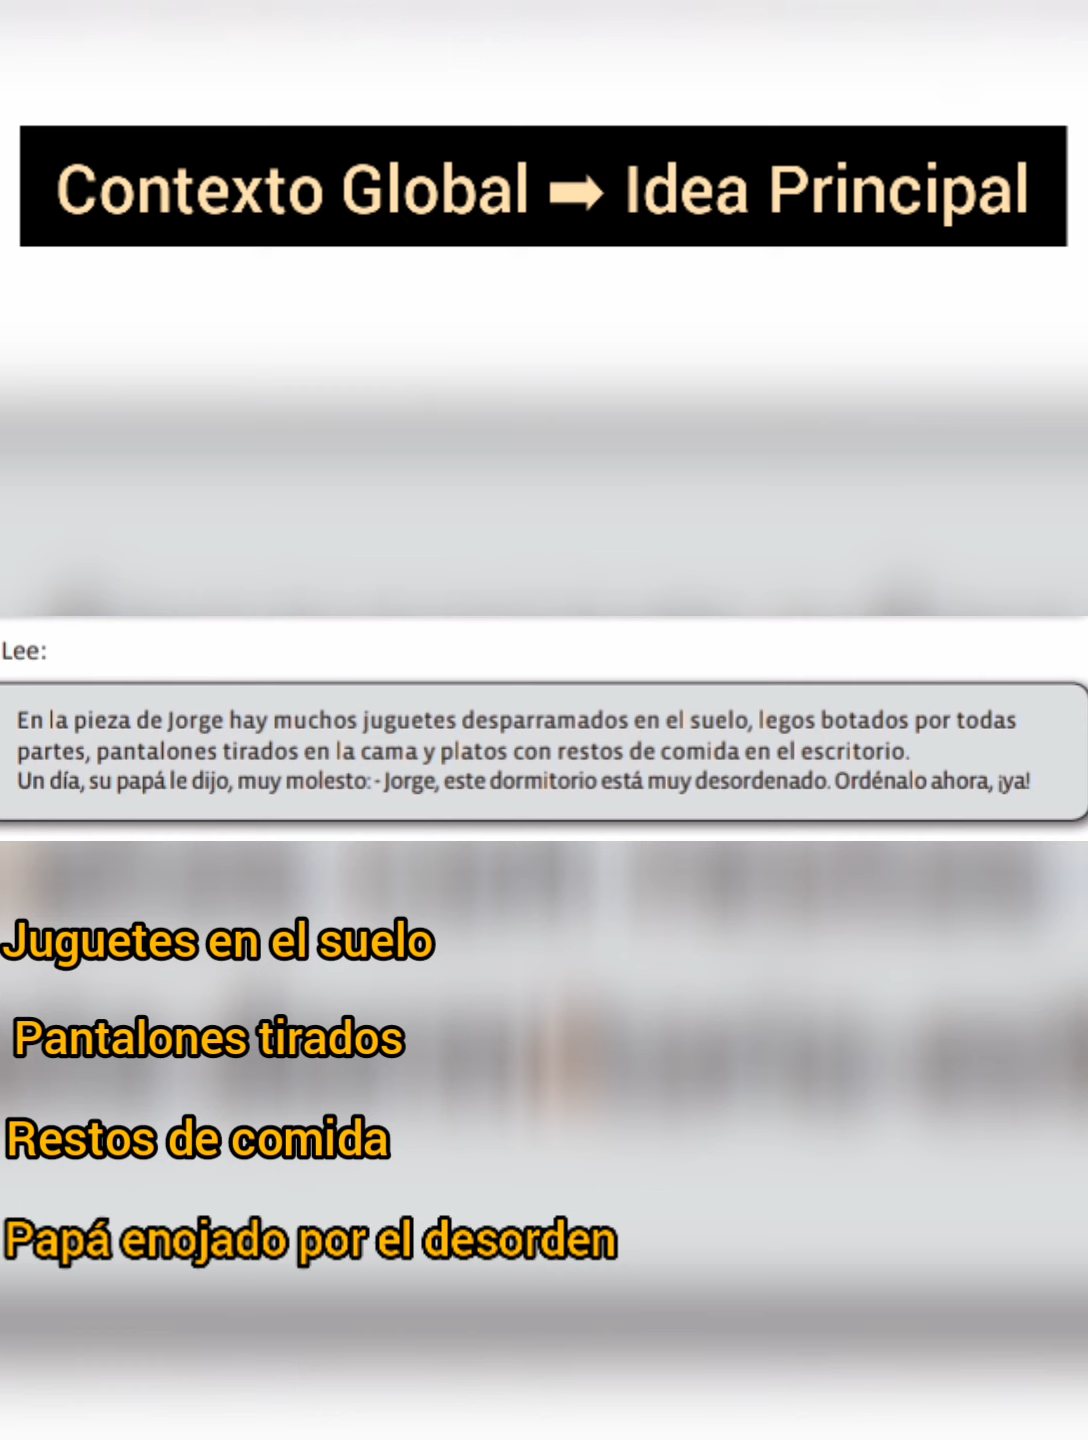 Contexto Global ➡ Idea Principal
Lee:
En la pieza de Jorge hay muchos juguetes desparramados en el suelo, legos botados por todas
partes, pantalones tirados en la cama y platos con restos de comida en el escritorio.
Un día, su papá le dijo, muy molesto: - Jorge, este dormitorio está muy desordenado. Ordénalo ahora, ¡ya!
Juguetes en el suelo
Pantalones tirados
Restos de comida
Papá enojado por el desorden